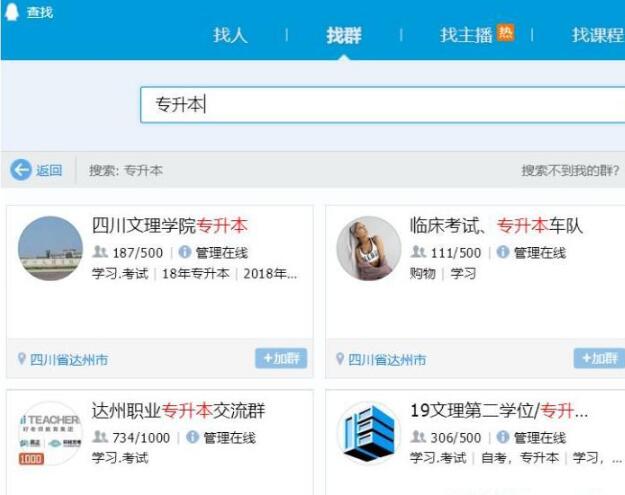 查找
找人 | 找群 | 找主播 热 | 找课程
专升本
返回 搜索: 专升本 搜索不到我的群?
四川文理学院专升本
187/500 | 管理在线
学习.考试 | 18年专升本 | 2018年...
四川省达州市 +加群
临床考试、专升本车队
111/500 | 管理在线
购物 | 学习
四川省达州市 +加群
TEACHER
好老师教育集团
1000
达州职业专升本交流群
734/1000 | 管理在线
学习.考试
19文理第二学位/专升...
306/500 | 管理在线
学习.考试 | 自考，专升本 | 学习，...